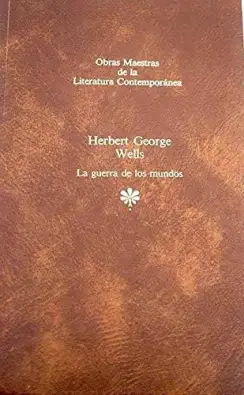 Obras Maestras
de la
Literatura Contemporánea
Herbert George
Wells
La guerra de los mundos